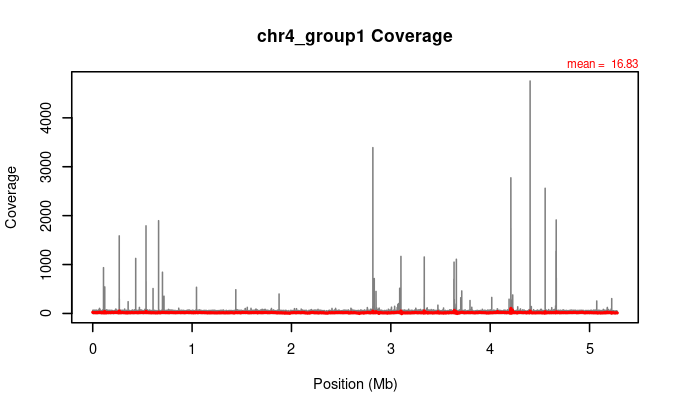 chr4_group1 Coverage
mean = 16.83
Coverage
4000
3000
2000
1000
0
0 1 2 3 4 5
Position (Mb)